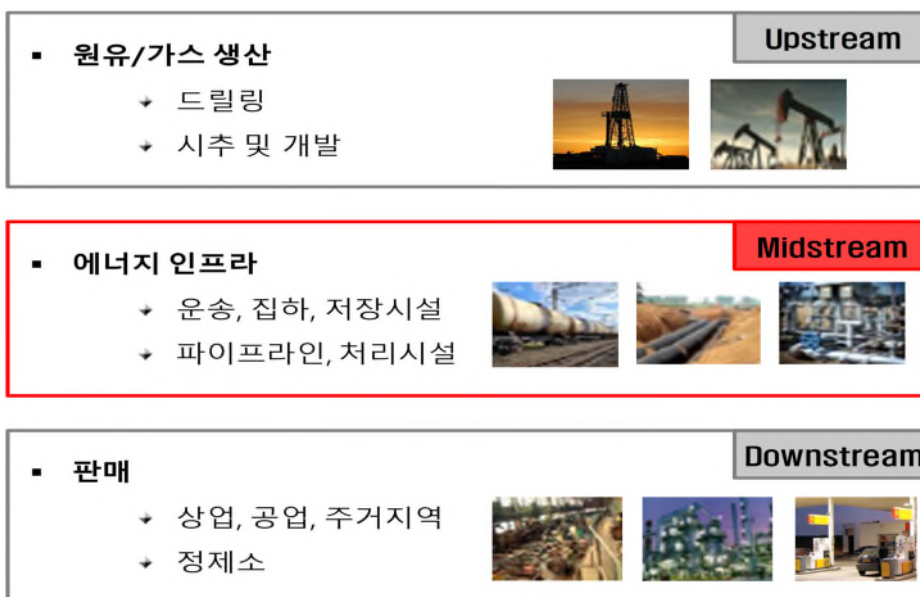 Upstream
원유/가스 생산
드릴링
시추 및 개발
Midstream
에너지 인프라
운송, 집하, 저장시설
파이프라인, 처리시설
Downstream
판매
상업, 공업, 주거지역
정제소